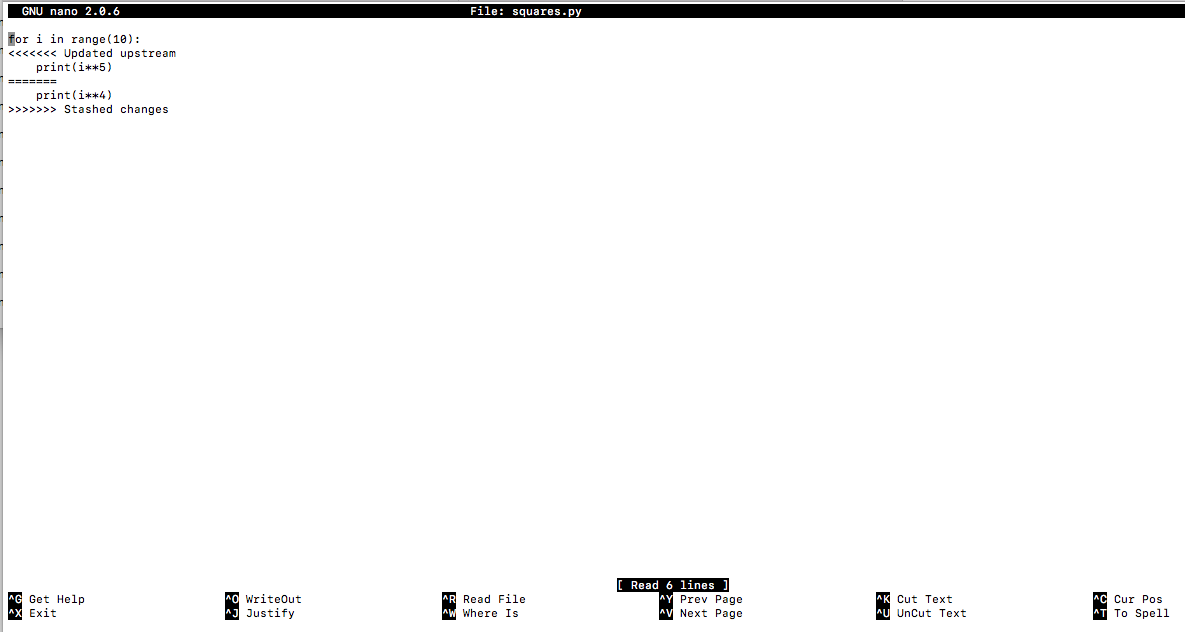 GNU nano 2.0.6 File: squares.py
for i in range(10):
<<<<<<< Updated upstream
    print(i**5)
=======
    print(i**4)
>>>>>>> Stashed changes
[ Read 6 lines ]
^G Get Help ^O WriteOut ^R Read File ^Y Prev Page ^K Cut Text ^C Cur Pos
^X Exit ^J Justify ^W Where Is ^V Next Page ^U UnCut Text ^T To Spell